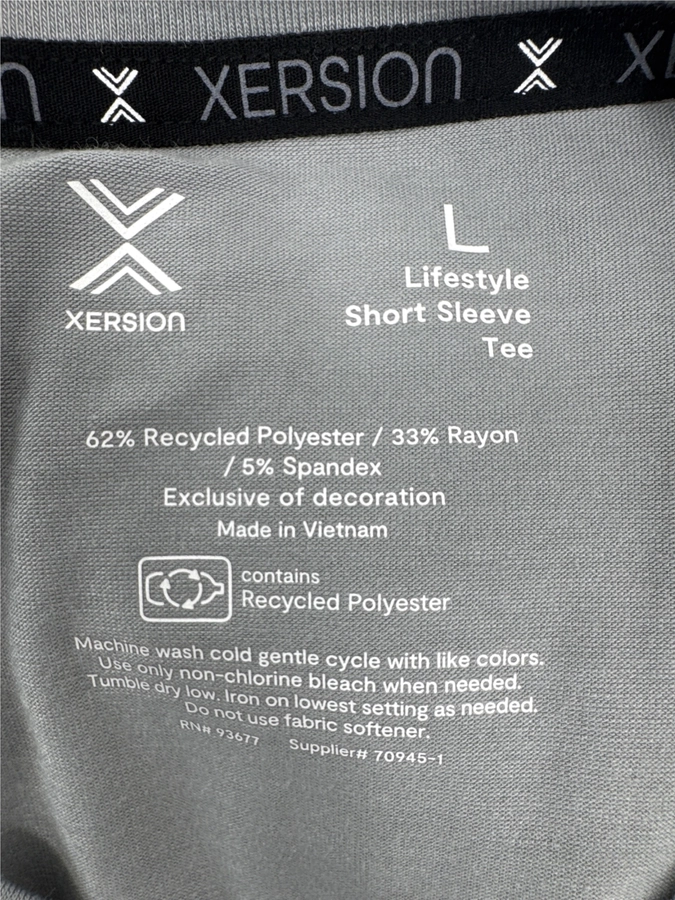 XERSION
XERSION
L
Lifestyle
Short Sleeve
Tee
62% Recycled Polyester / 33% Rayon
/ 5% Spandex
Exclusive of decoration
Made in Vietnam
contains
Recycled Polyester
Machine wash cold gentle cycle with like colors.
Use only non-chlorine bleach when needed.
Tumble dry low. Iron on lowest setting as needed.
Do not use fabric softener.
RN# 93677 Supplier# 70945-1